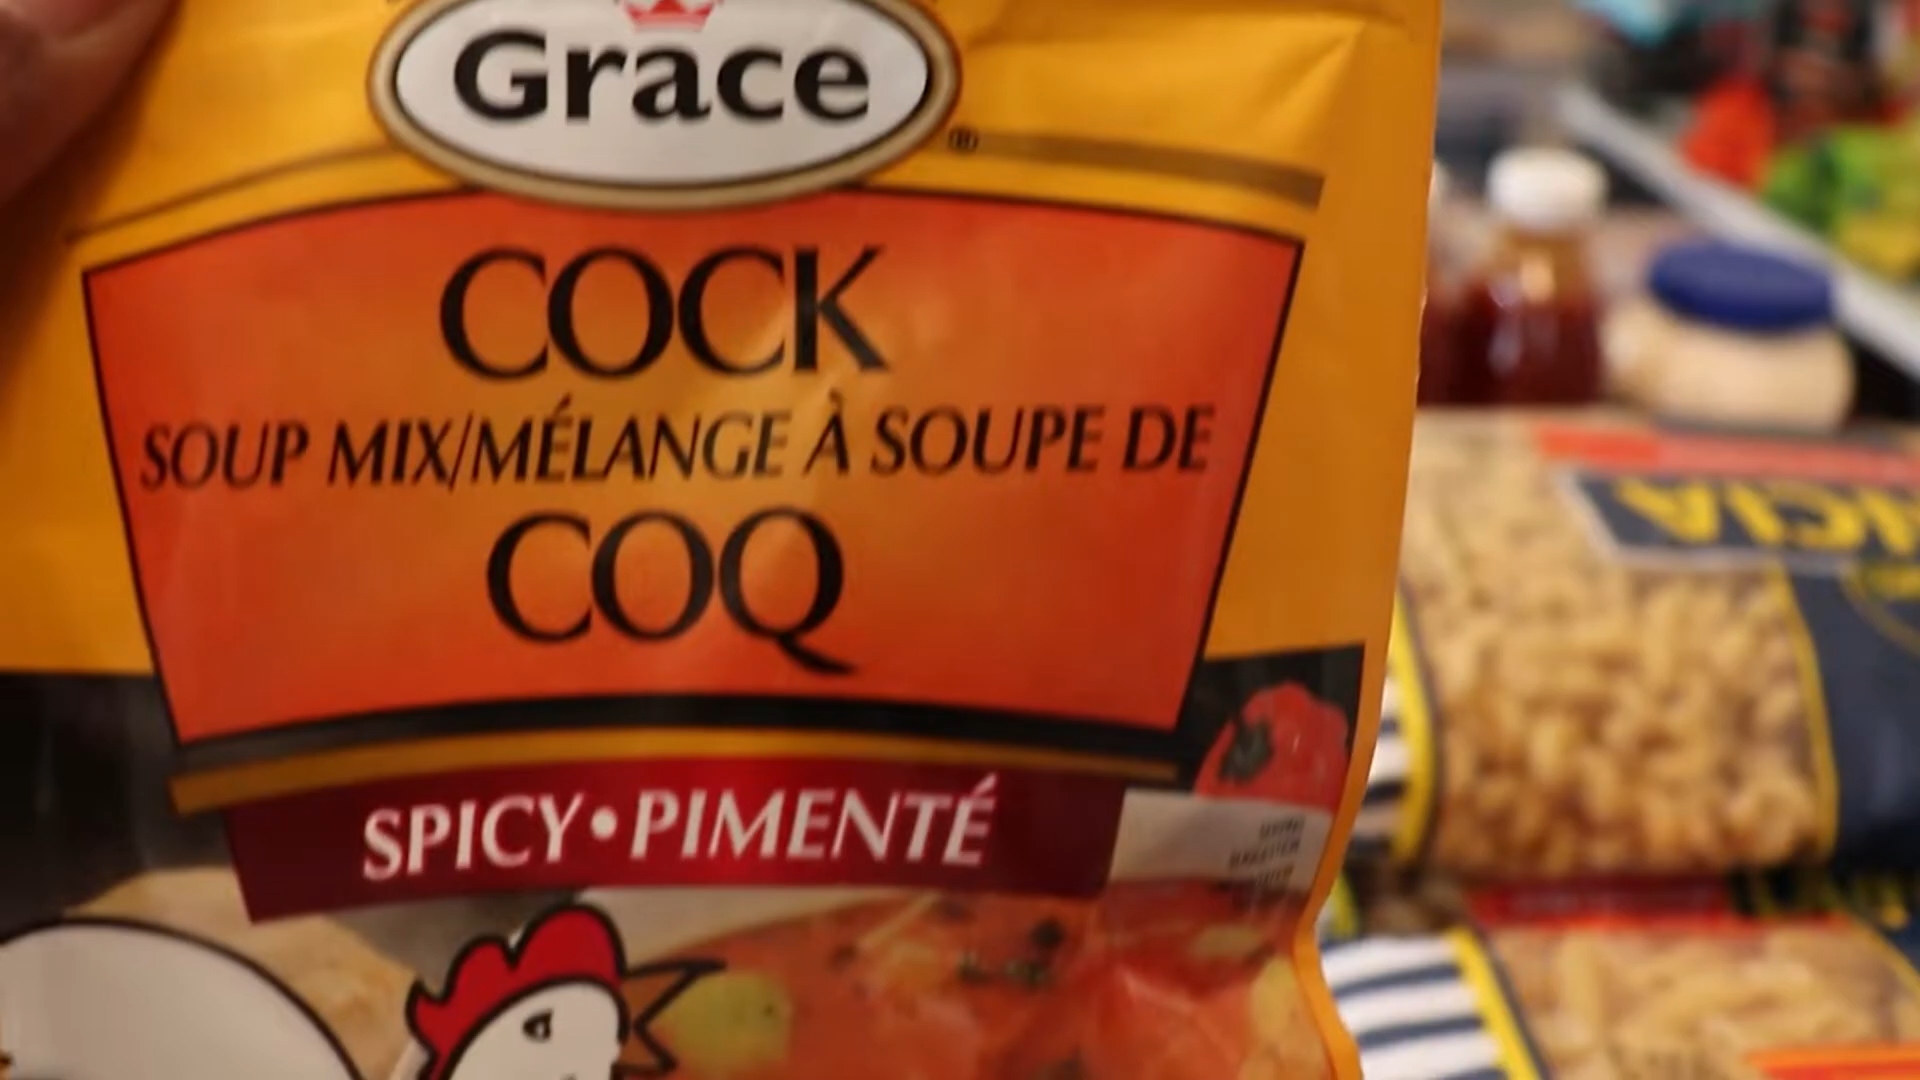 Grace
®
COCK
SOUP MIX/MÉLANGE À SOUPE DE
COQ
SPICY • PIMENTÉ